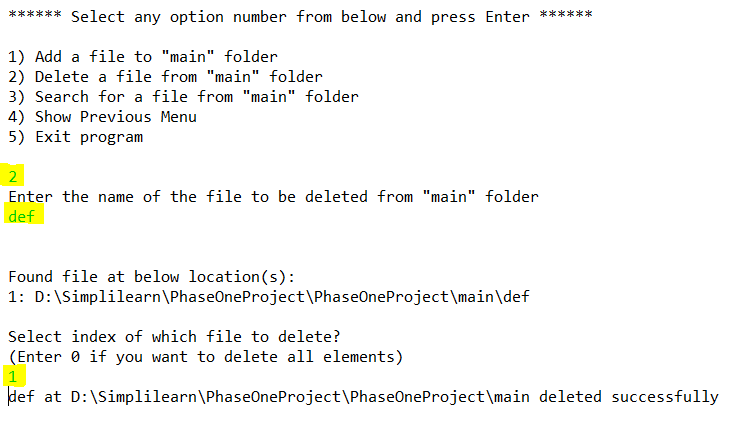 ****** Select any option number from below and press Enter ******
1) Add a file to "main" folder
2) Delete a file from "main" folder
3) Search for a file from "main" folder
4) Show Previous Menu
5) Exit program
2
Enter the name of the file to be deleted from "main" folder
def
Found file at below location(s):
1: D:\Simplilearn\PhaseOneProject\PhaseOneProject\main\def
Select index of which file to delete?
(Enter 0 if you want to delete all elements)
1
def at D:\Simplilearn\PhaseOneProject\PhaseOneProject\main deleted successfully